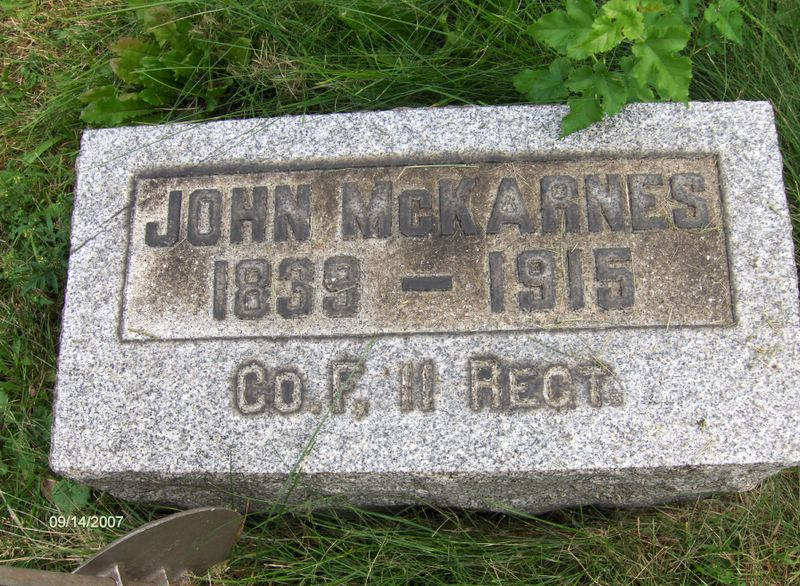 JOHN McKARNES
1839 — 1915
Co. F, 11 REGT.
09/14/2007